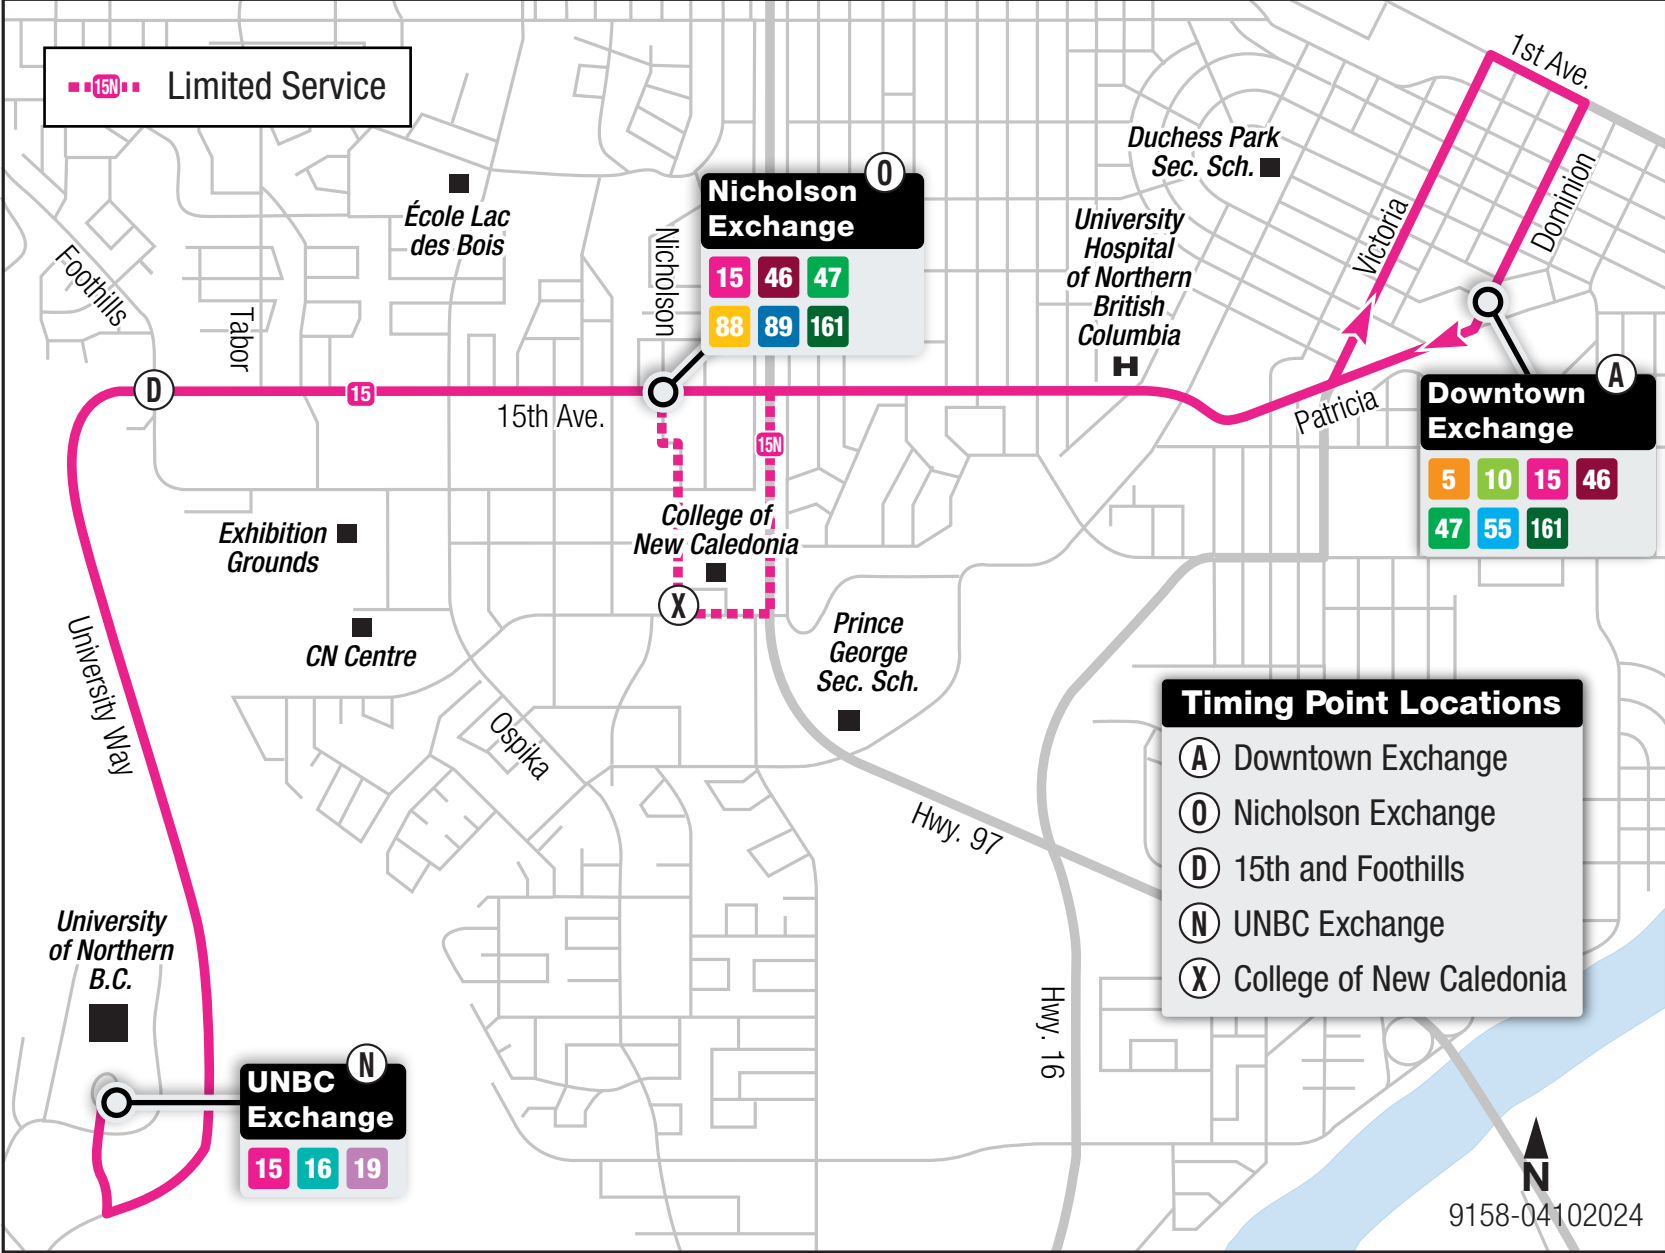 15N Limited Service
1st Ave.
Duchess Park
Sec. Sch.
Nicholson
Exchange
O
15 46 47
88 89 161
École Lac
des Bois
Nicholson
Foothills
Tabor
University
Hospital
of Northern
British
Columbia
H
Victoria
Dominion
D
15
15th Ave.
Patricia
15N
Downtown
Exchange
A
5 10 15 46
47 55 161
College of
New Caledonia
X
Exhibition
Grounds
CN Centre
Prince
George
Sec. Sch.
University Way
Ospika
Hwy. 97
Hwy. 16
Timing Point Locations
A Downtown Exchange
O Nicholson Exchange
D 15th and Foothills
N UNBC Exchange
X College of New Caledonia
University
of Northern
B.C.
UNBC
Exchange
N
15 16 19
N
9158-04102024